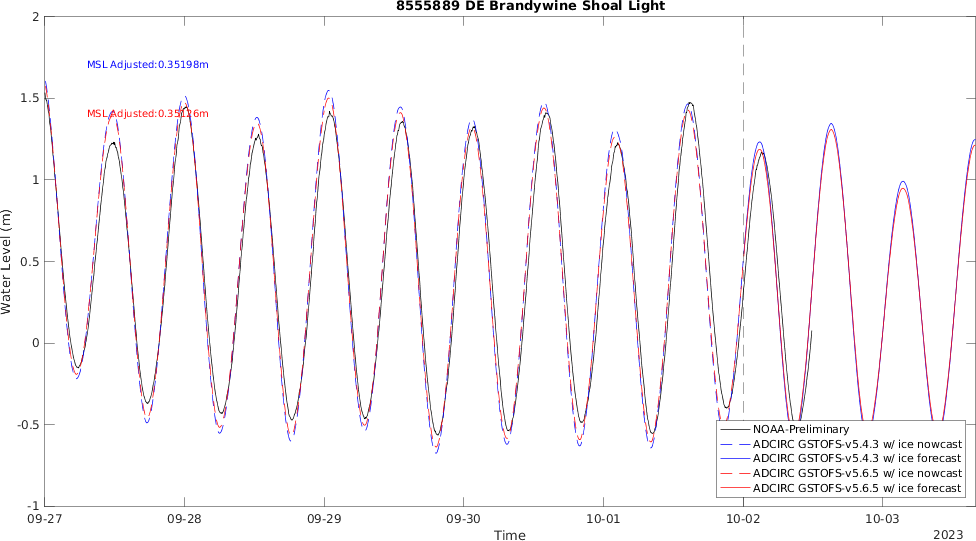 8555889 DE Brandywine Shoal Light
MSL Adjusted:0.35198m
MSL Adjusted:0.35126m
Water Level (m)
2
1.5
1
0.5
0
-0.5
-1
NOAA-Preliminary
ADCIRC GSTOFS-v5.4.3 w/ ice nowcast
ADCIRC GSTOFS-v5.4.3 w/ ice forecast
ADCIRC GSTOFS-v5.6.5 w/ ice nowcast
ADCIRC GSTOFS-v5.6.5 w/ ice forecast
09-27 09-28 09-29 09-30 10-01 10-02 10-03
Time
2023